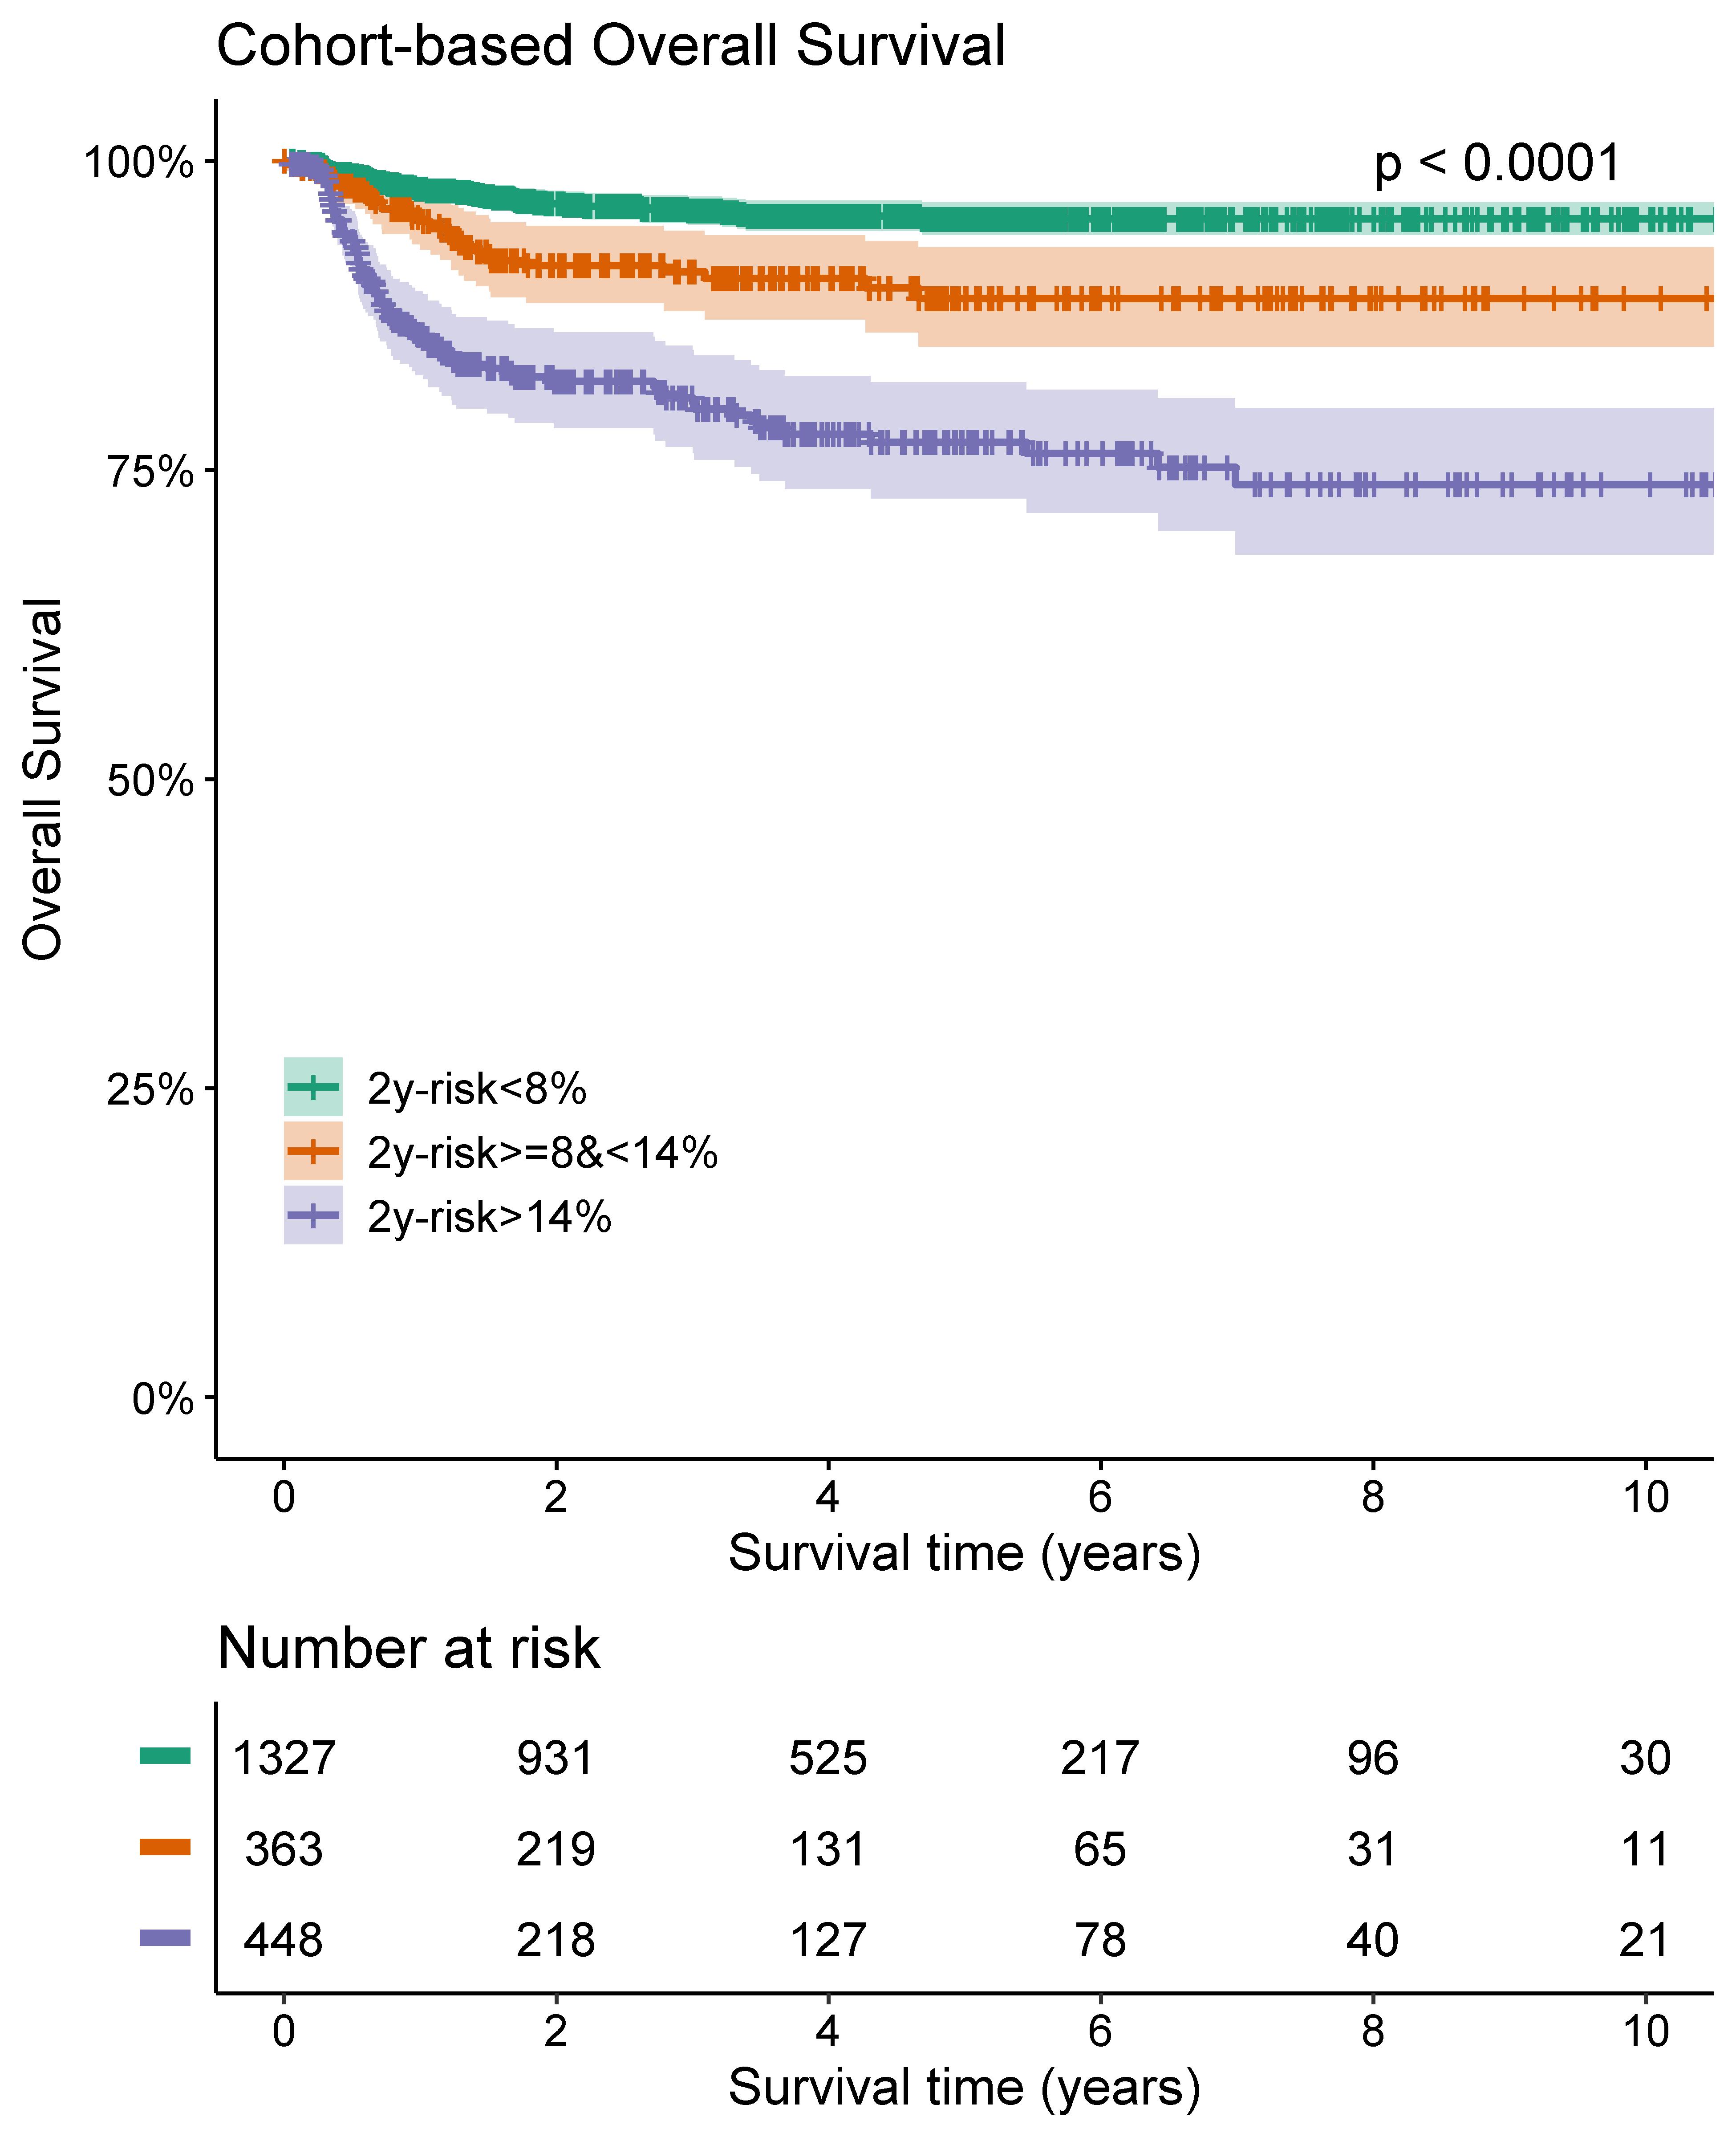 Cohort-based Overall Survival
p < 0.0001
100%
75%
50%
25%
0%
Overall Survival
2y-risk<8%
2y-risk>=8&<14%
2y-risk>14%
0 2 4 6 8 10
Survival time (years)
Number at risk
1327 931 525 217 96 30
363 219 131 65 31 11
448 218 127 78 40 21
0 2 4 6 8 10
Survival time (years)